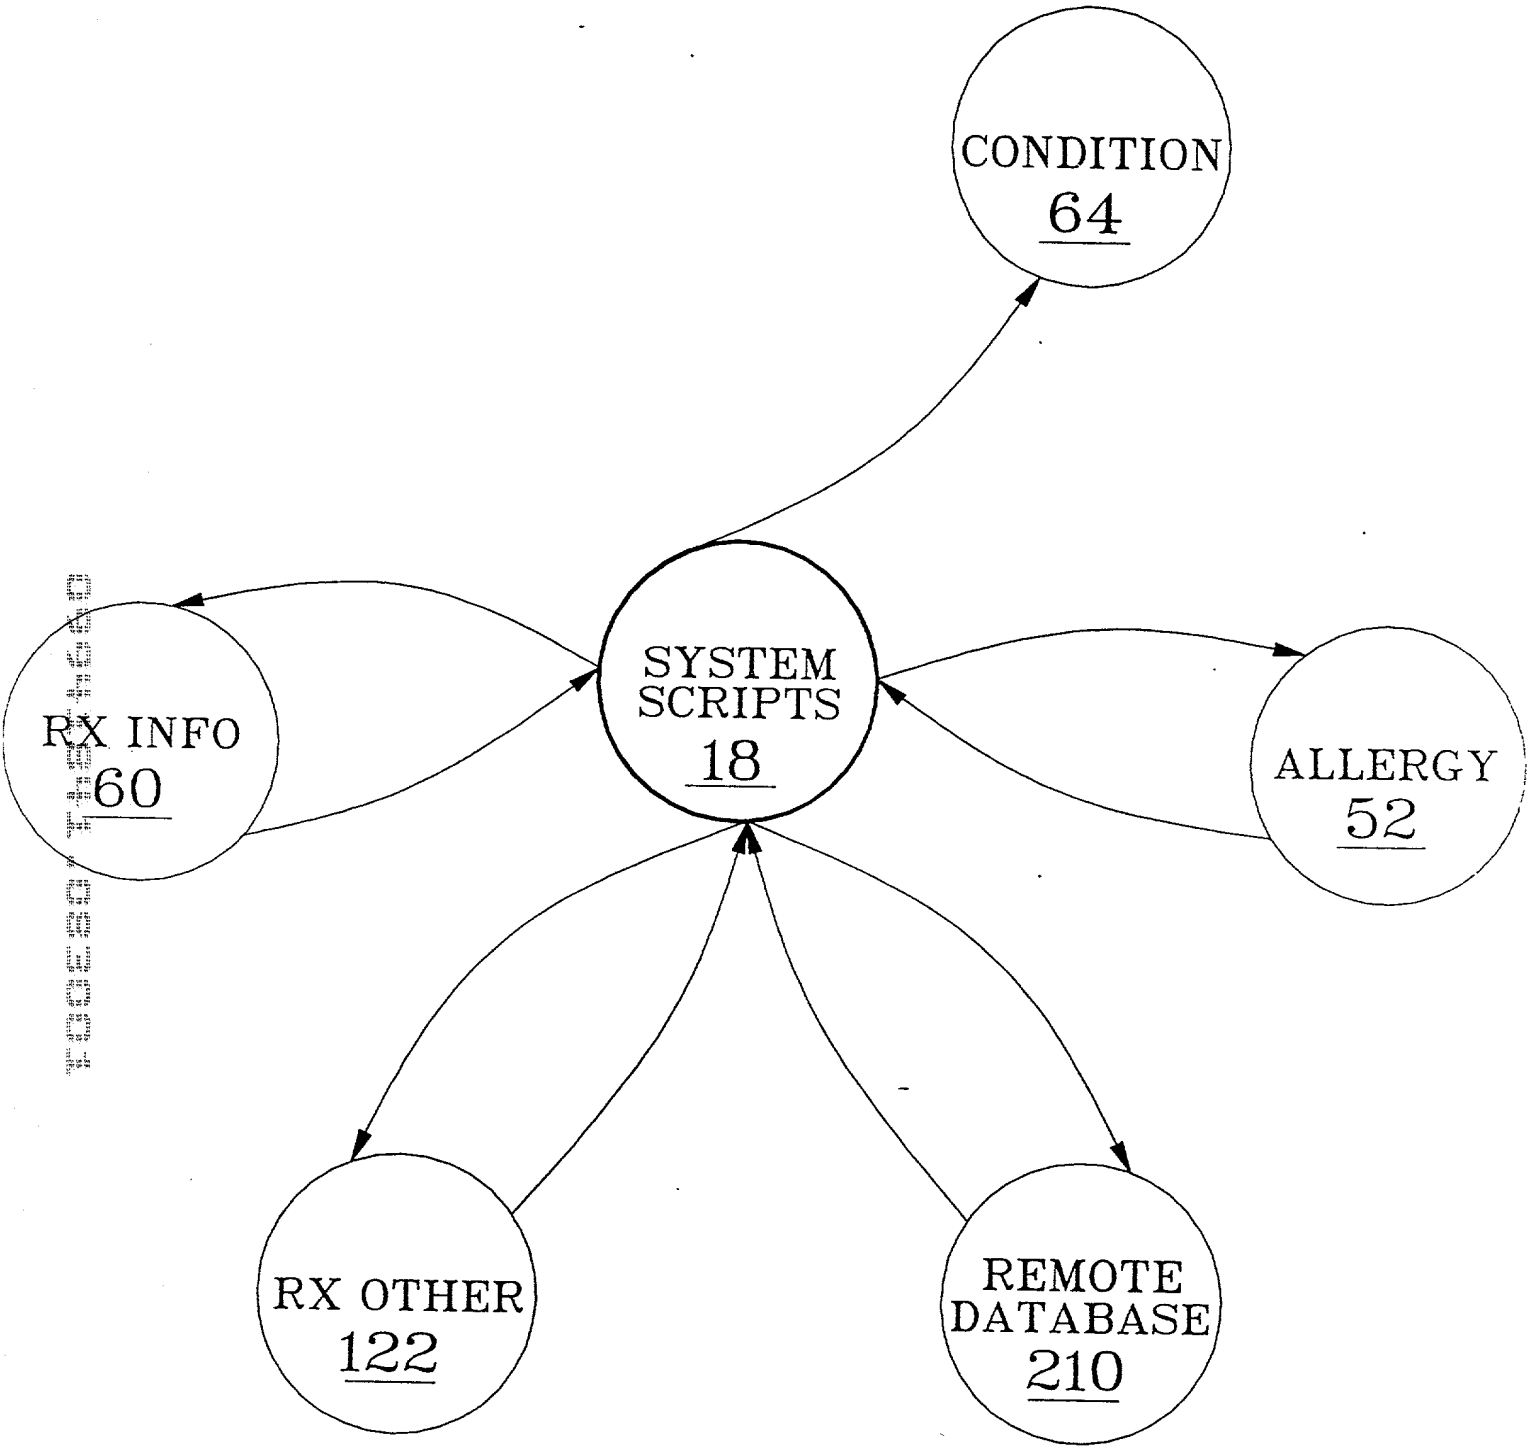 CONDITION
64
SYSTEM
SCRIPTS
18
RX INFO
60
ALLERGY
52
RX OTHER
122
REMOTE
DATABASE
210